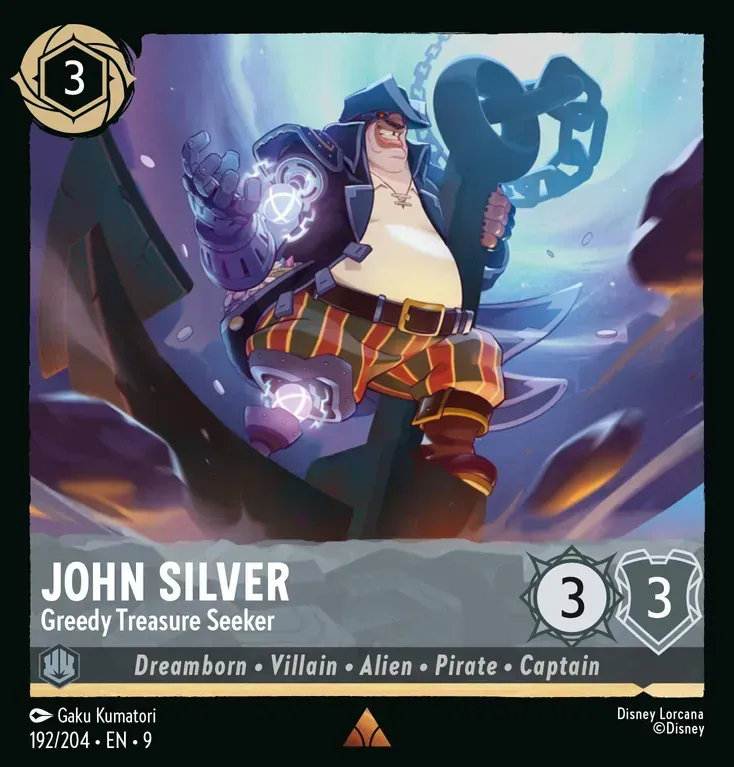 3
JOHN SILVER
Greedy Treasure Seeker
3 3
Dreamborn • Villain • Alien • Pirate • Captain
Gaku Kumatori
Disney Lorcana
192/204 • EN • 9
©Disney